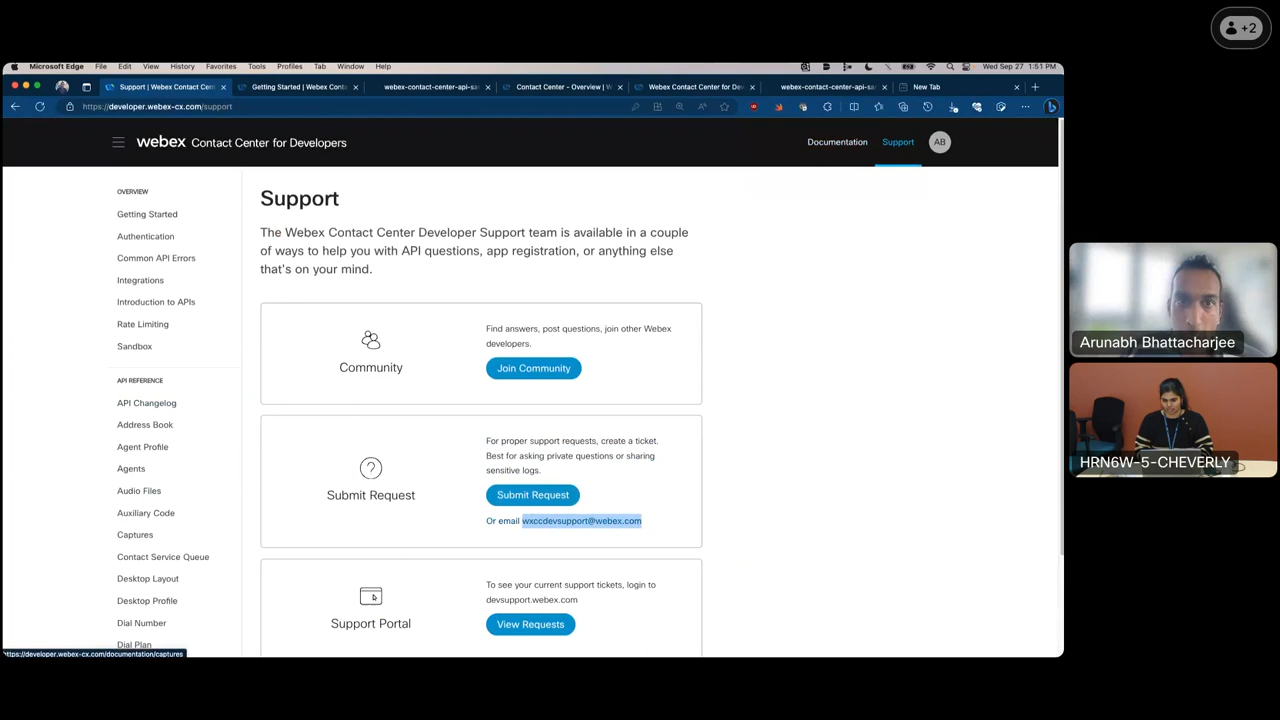 +2
Microsoft Edge File Edit View History Favorites Tools Profiles Tab Window Help Wed Sep 27 1:51 PM
Support | Webex Contact Cen Getting Started | Webex Contac webex-contact-center-api-sa Contact Center - Overview | W Webex Contact Center for De webex-contact-center-api-sa New Tab
https://developer.webex-cx.com/support
webex Contact Center for Developers Documentation Support AB
OVERVIEW
Getting Started
Authentication
Common API Errors
Integrations
Introduction to APIs
Rate Limiting
Sandbox
API REFERENCE
API Changelog
Address Book
Agent Profile
Agents
Audio Files
Auxiliary Code
Captures
Contact Service Queue
Desktop Layout
Desktop Profile
Dial Number
Dial Plan
https://developer.webex-cx.com/documentation/captures
Support
The Webex Contact Center Developer Support team is available in a couple
of ways to help you with API questions, app registration, or anything else
that's on your mind.
Community
Find answers, post questions, join other Webex
developers.
Join Community
Submit Request
For proper support requests, create a ticket.
Best for asking private questions or sharing
sensitive logs.
Submit Request
Or email wxccdevsupport@webex.com
Support Portal
To see your current support tickets, login to
devsupport.webex.com
View Requests
Arunabh Bhattacharjee
HRN6W-5-CHEVERLY